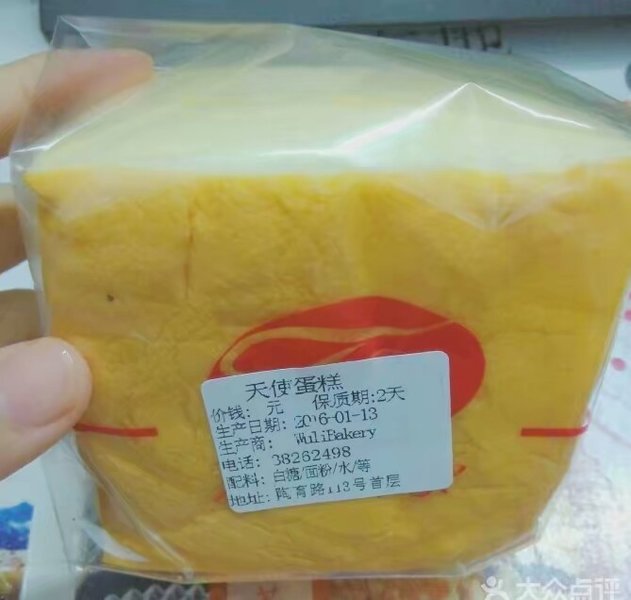 天使蛋糕
价钱: 元 保质期:2天
生产日期: 2016-01-13
生产商: WuliBakery
电话: 38262498
配料: 白糖/面粉/水/等
地址: 陶育路113号首层
大众点评